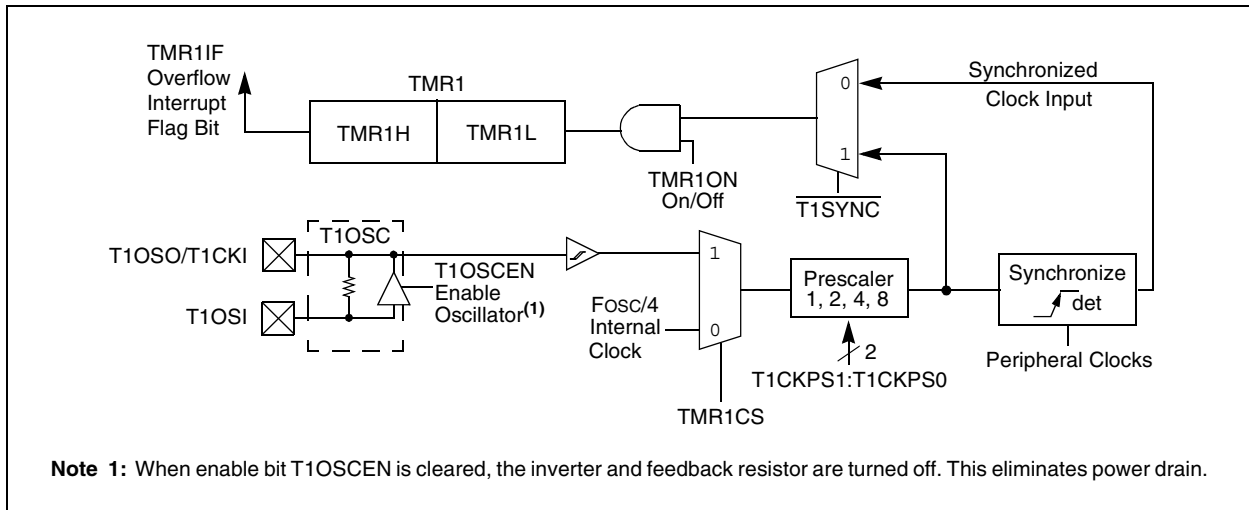 TMR1IF
Overflow
Interrupt
Flag Bit
TMR1
TMR1H
TMR1L
TMR1ON
On/Off
0
1
T1SYNC
Synchronized
Clock Input
T1OSO/T1CKI
T1OSI
T1OSC
T1OSCEN
Enable
Oscillator(1)
FOSC/4
Internal
Clock
1
0
TMR1CS
Prescaler
1, 2, 4, 8
2
T1CKPS1:T1CKPS0
Synchronize
det
Peripheral Clocks
Note 1: When enable bit T1OSCEN is cleared, the inverter and feedback resistor are turned off. This eliminates power drain.